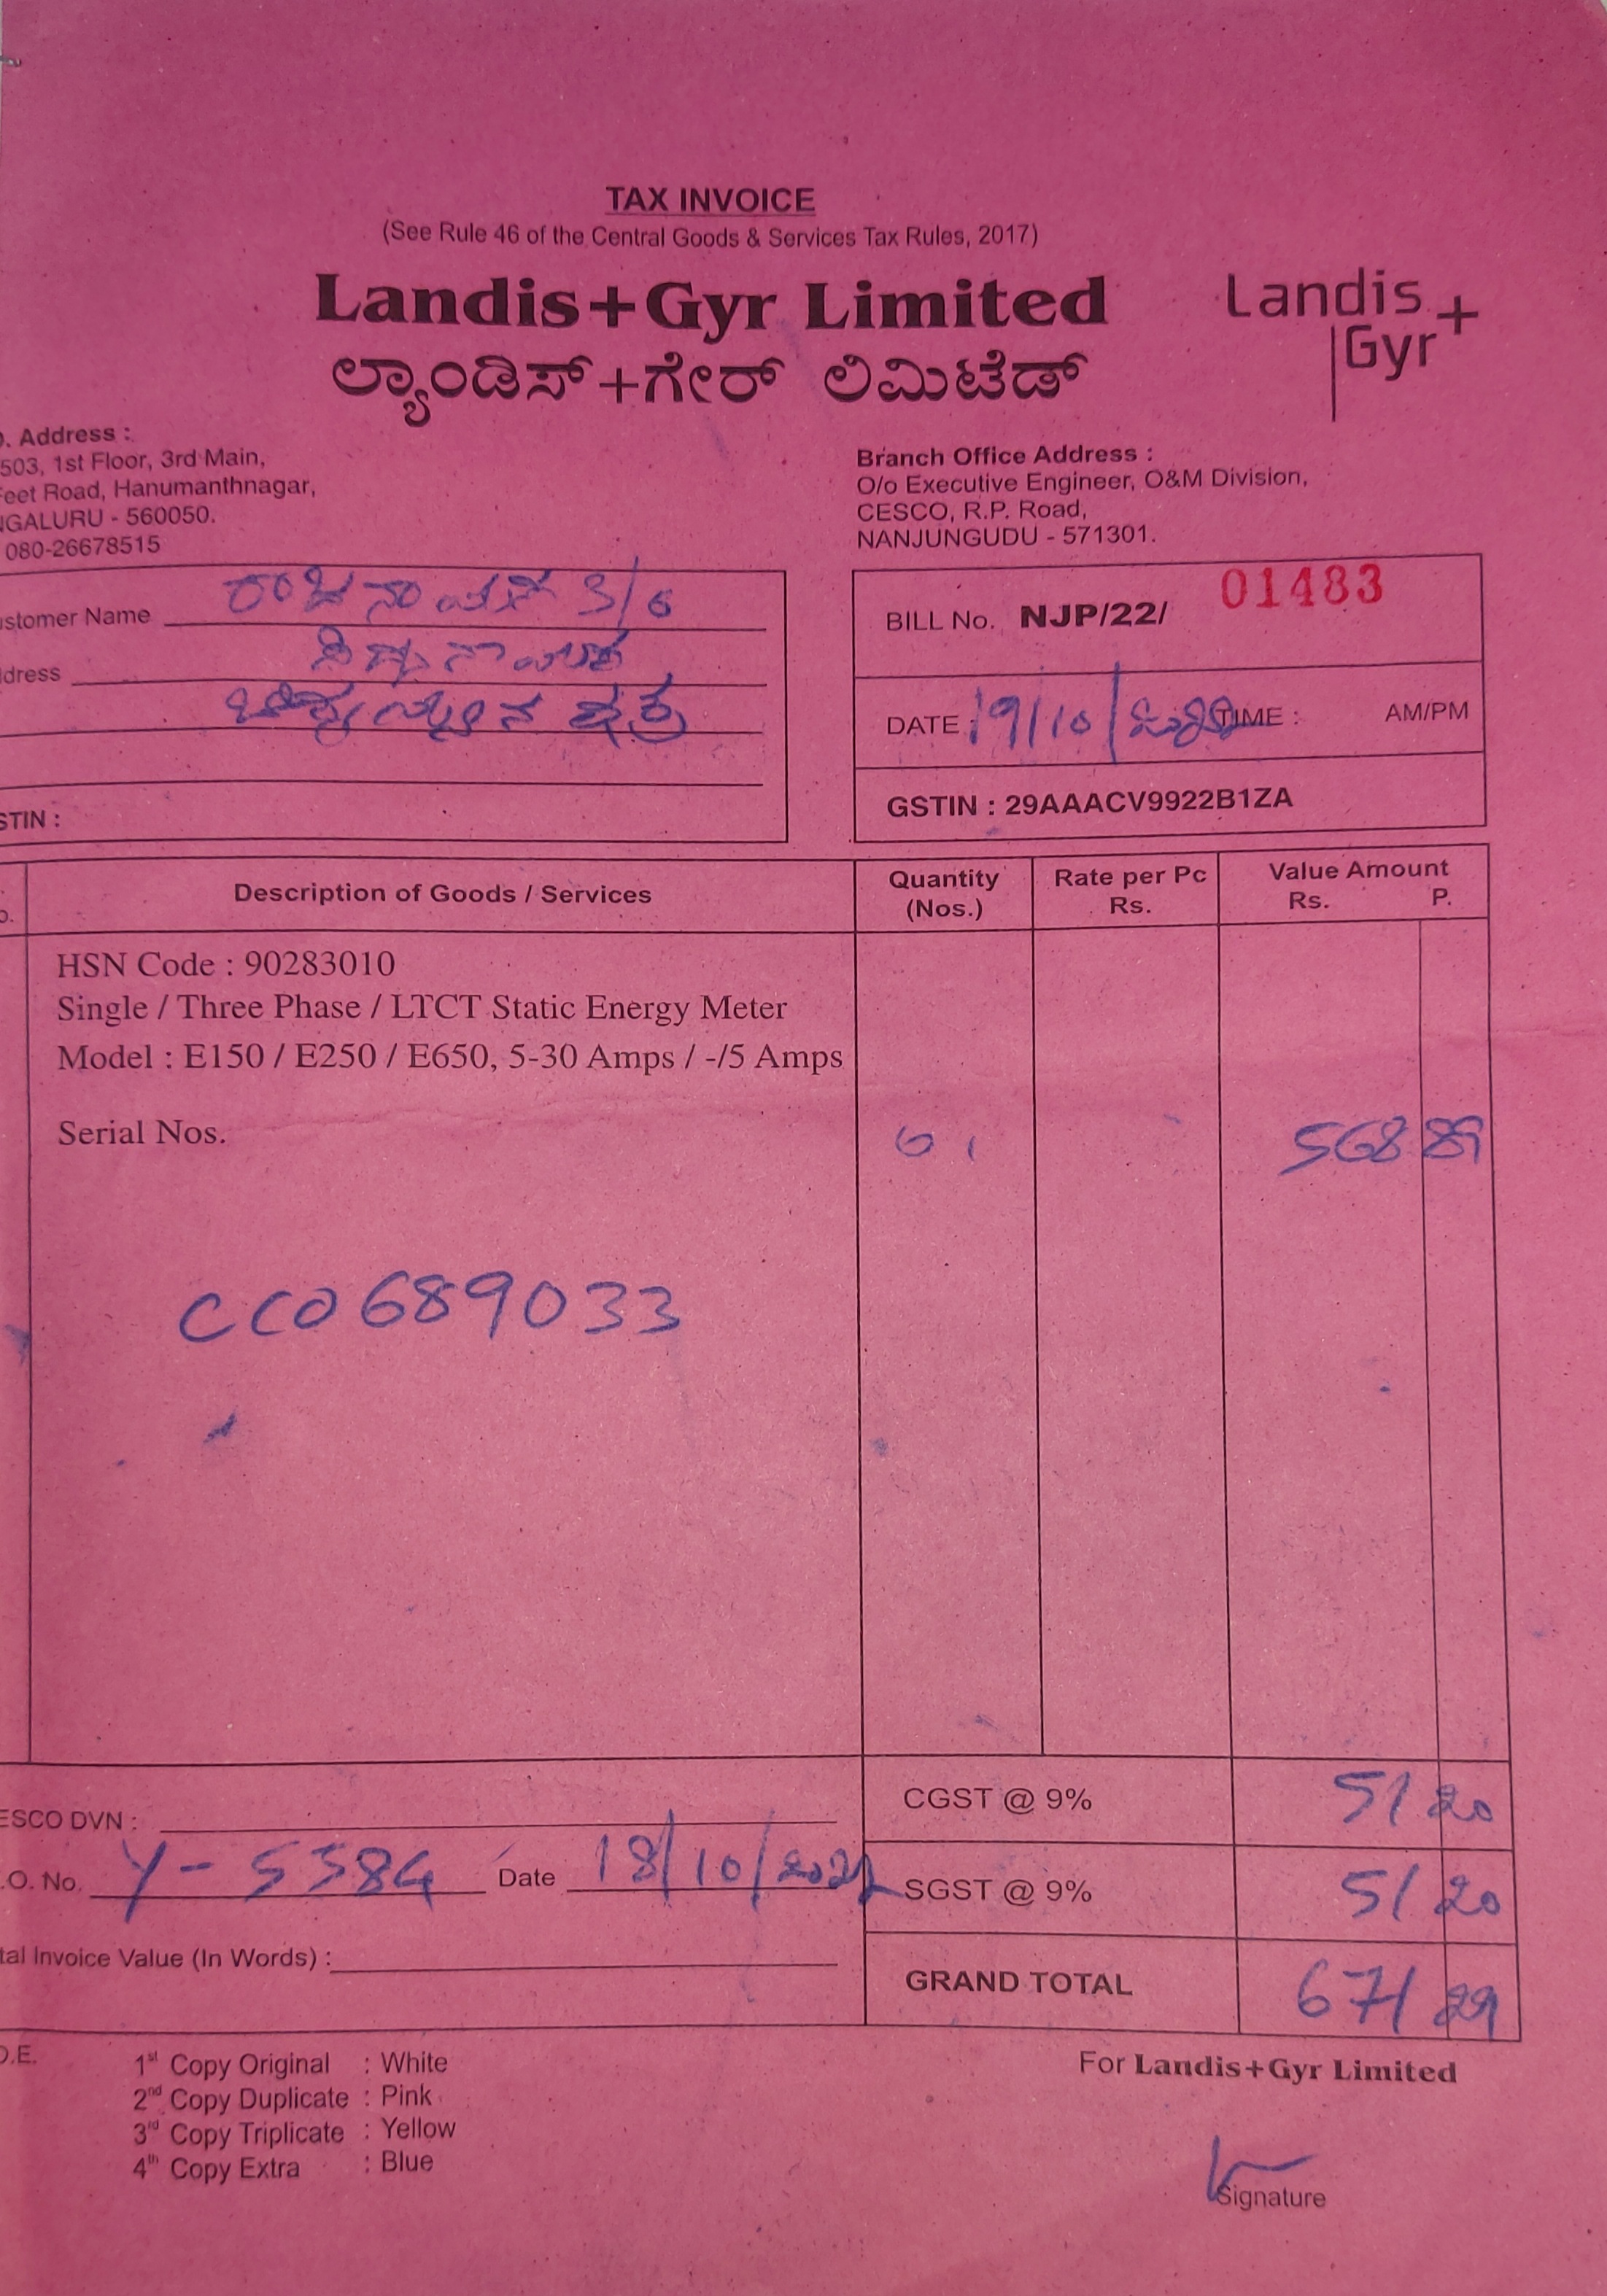 TAX INVOICE
(See Rule 46 of the Central Goods & Services Tax Rules, 2017)
Landis+Gyr Limited
ಲ್ಯಾಂಡಿಸ್+ಗೇರ್ ಲಿಮಿಟೆಡ್
Landis+
Gyr
Address :
503, 1st Floor, 3rd Main,
Feet Road, Hanumanthnagar,
NGALURU - 560050.
080-26678515
Branch Office Address :
O/o Executive Engineer, O&M Division,
CESCO, R.P. Road,
NANJUNGUDU - 571301.
ustomer Name S/o
dress
STIN :
BILL No. NJP/22/ 01483
DATE : 19/10/2022 TIME : AM/PM
GSTIN : 29AAACV9922B1ZA
Description of Goods / Services
Quantity (Nos.)
Rate per Pc Rs.
Value Amount Rs. P.
HSN Code : 90283010
Single / Three Phase / LTCT Static Energy Meter
Model : E150 / E250 / E650, 5-30 Amps / -/5 Amps
Serial Nos. 01 568 89
CC0689033
ESCO DVN :
.O. No. Y-5384 Date 18/10/2022
tal Invoice Value (In Words) :
CGST @ 9% 51 20
SGST @ 9% 51 20
GRAND TOTAL 671 29
O.E.
1st Copy Original : White
2nd Copy Duplicate : Pink
3rd Copy Triplicate : Yellow
4th Copy Extra : Blue
For Landis+Gyr Limited
Signature